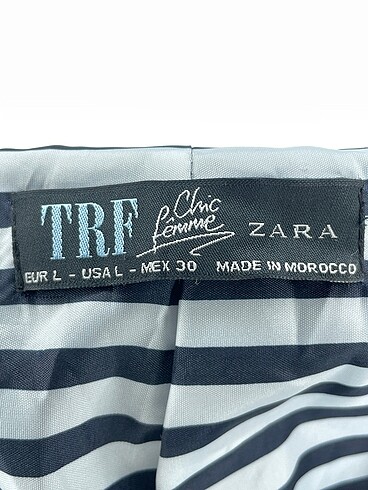 TRF Chic Femme ZARA
EUR L - USA L - MEX 30 MADE IN MOROCCO